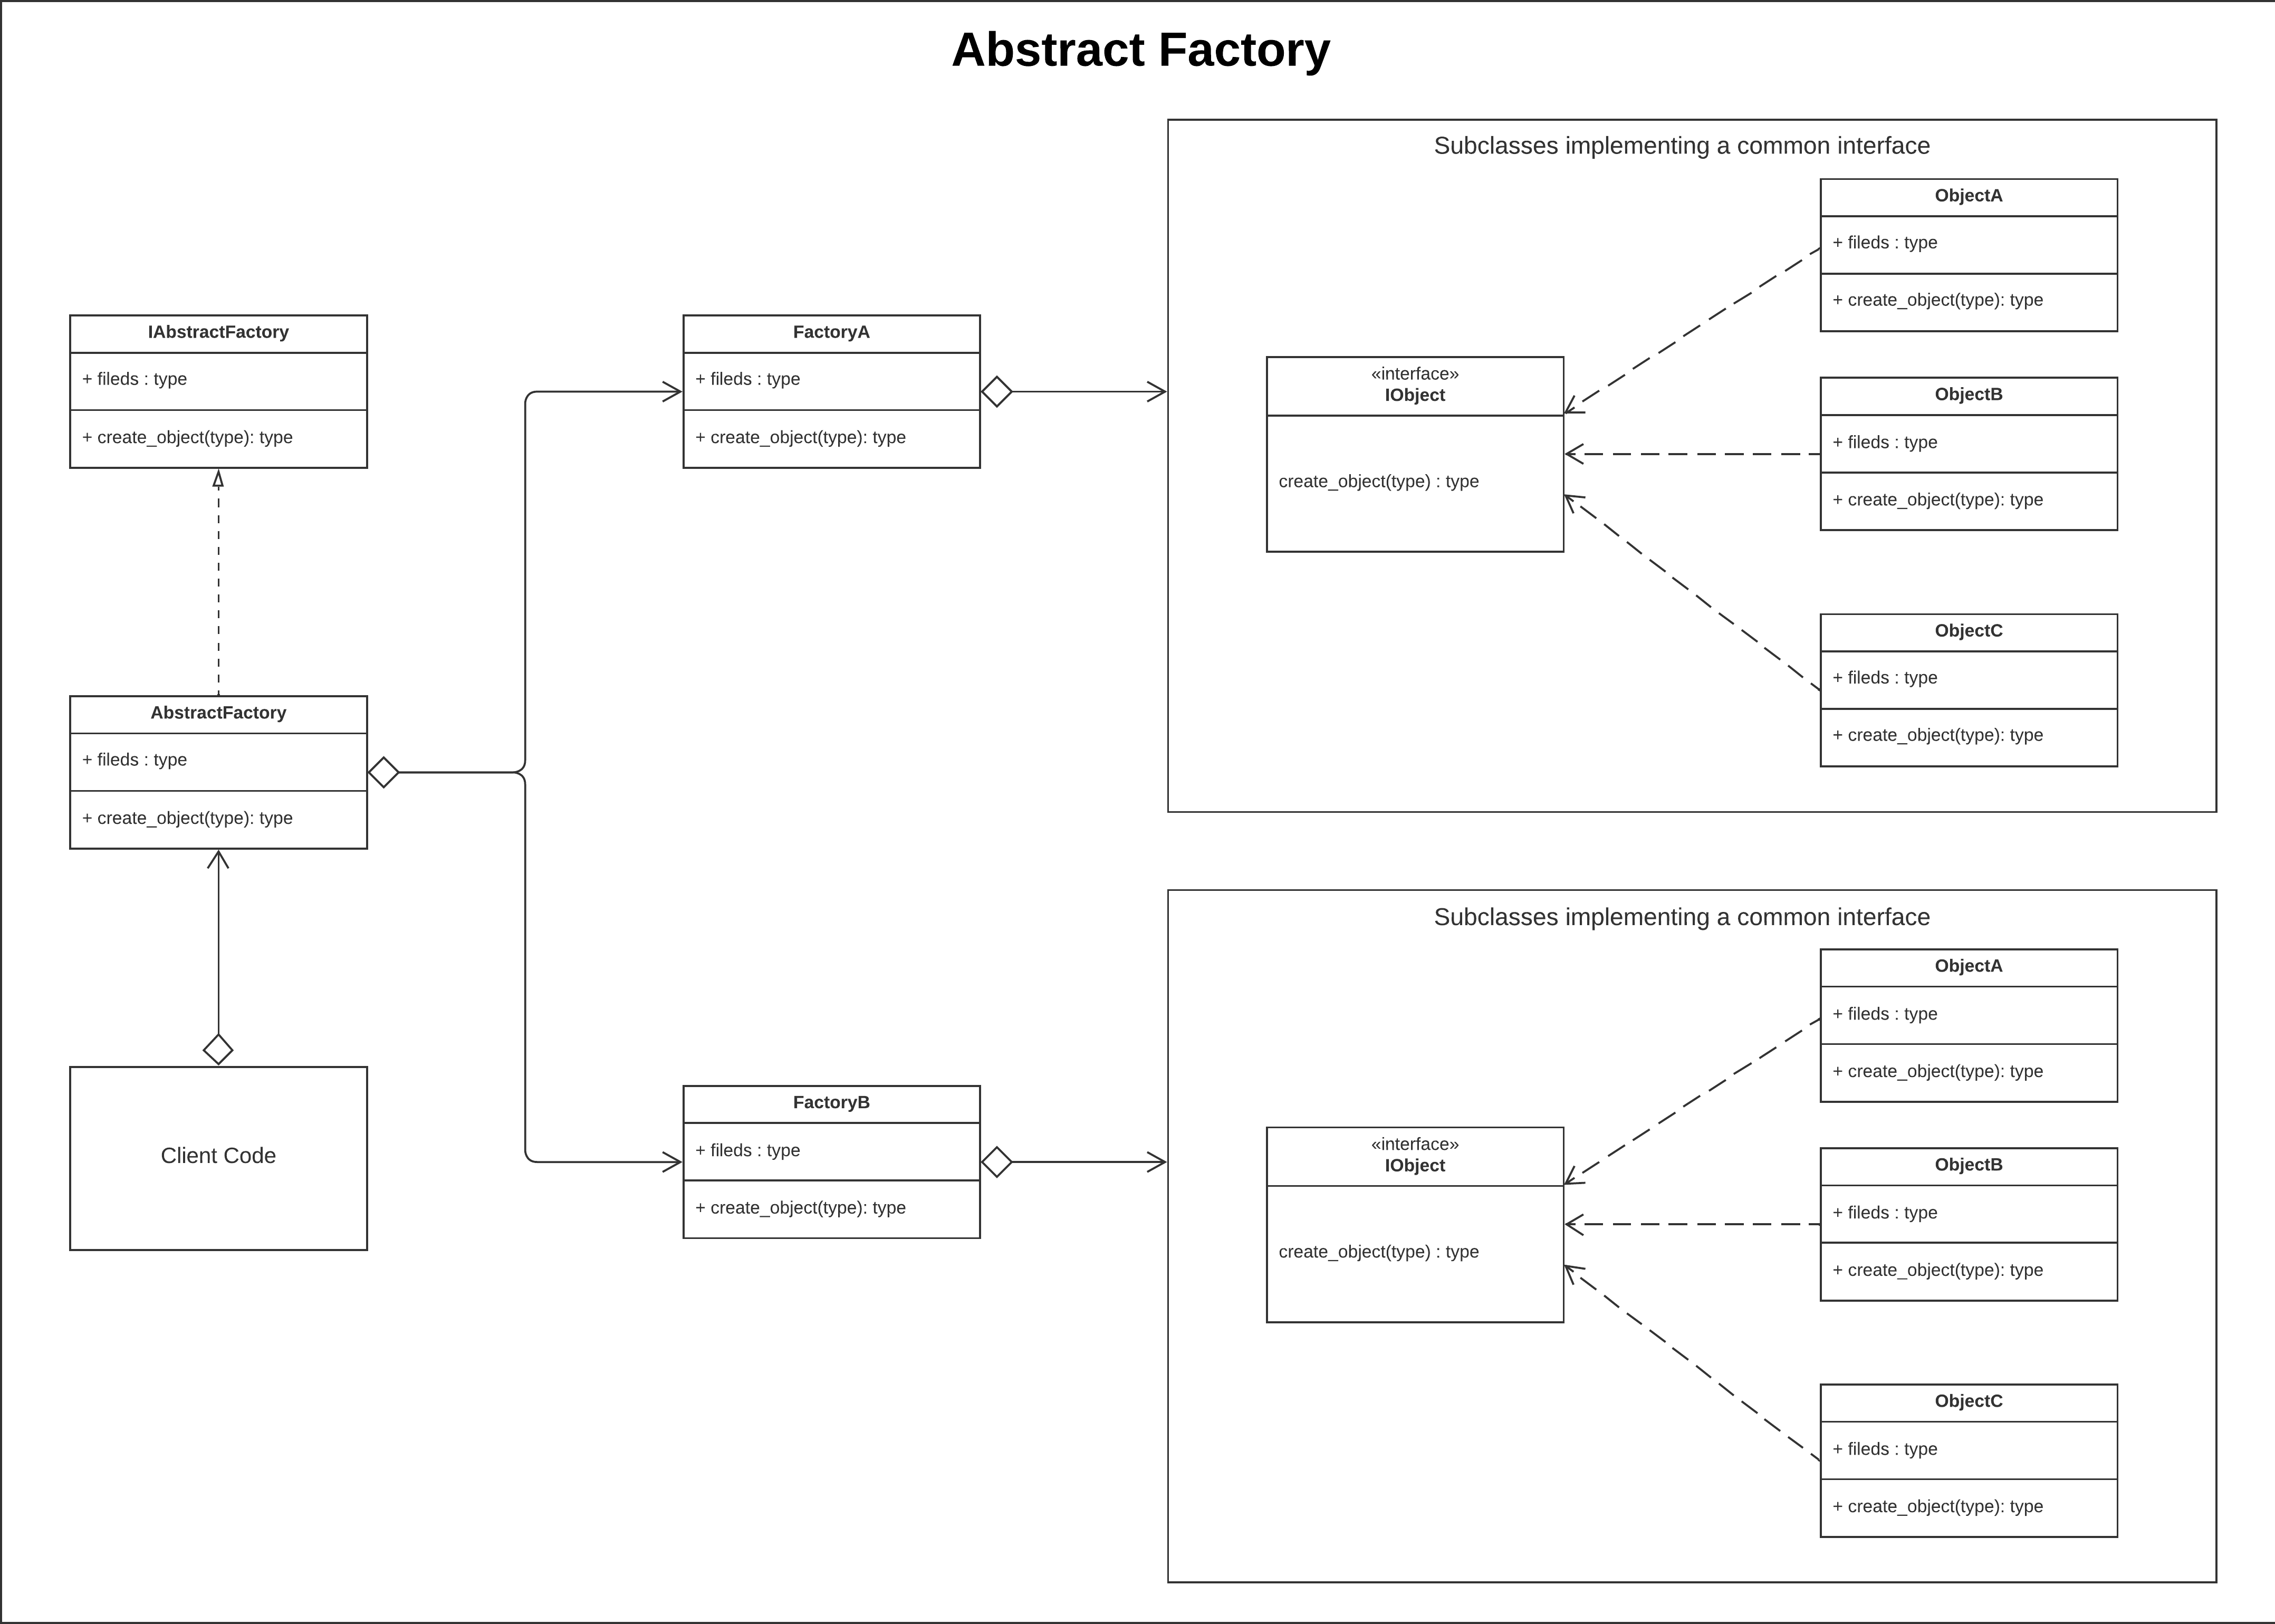 Abstract Factory
Subclasses implementing a common interface
ObjectA
+ fileds : type
+ create_object(type): type
IAbstractFactory
+ fileds : type
+ create_object(type): type
FactoryA
+ fileds : type
+ create_object(type): type
«interface»
IObject
create_object(type) : type
ObjectB
+ fileds : type
+ create_object(type): type
ObjectC
+ fileds : type
+ create_object(type): type
AbstractFactory
+ fileds : type
+ create_object(type): type
Client Code
Subclasses implementing a common interface
ObjectA
+ fileds : type
+ create_object(type): type
FactoryB
+ fileds : type
+ create_object(type): type
«interface»
IObject
create_object(type) : type
ObjectB
+ fileds : type
+ create_object(type): type
ObjectC
+ fileds : type
+ create_object(type): type